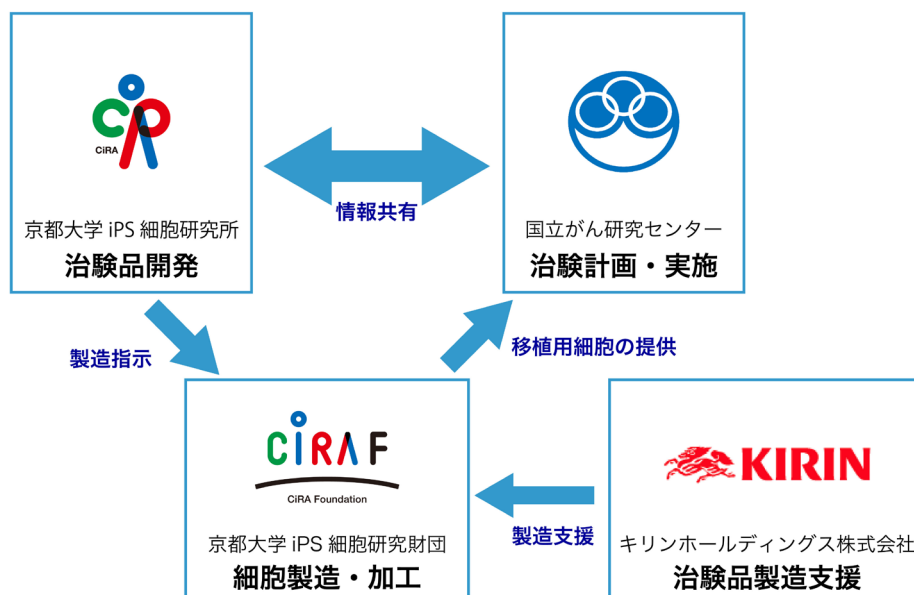 CiRA
京都大学 iPS 細胞研究所
治験品開発
情報共有
国立がん研究センター
治験計画・実施
製造指示
移植用細胞の提供
CiRA F
CiRA Foundation
京都大学 iPS 細胞研究財団
細胞製造・加工
製造支援
KIRIN
キリンホールディングス株式会社
治験品製造支援